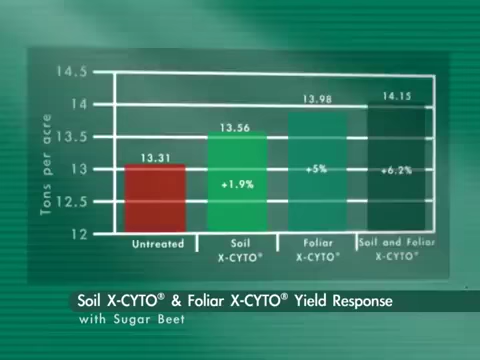 14.5
14
13.5
13
12.5
12
Tons per acre
13.31
13.56
13.98
14.15
+1.9%
+5%
+6.2%
Untreated
Soil
X-CYTO®
Foliar
X-CYTO®
Soil and Foliar
X-CYTO®
Soil X-CYTO® & Foliar X-CYTO® Yield Response
with Sugar Beet